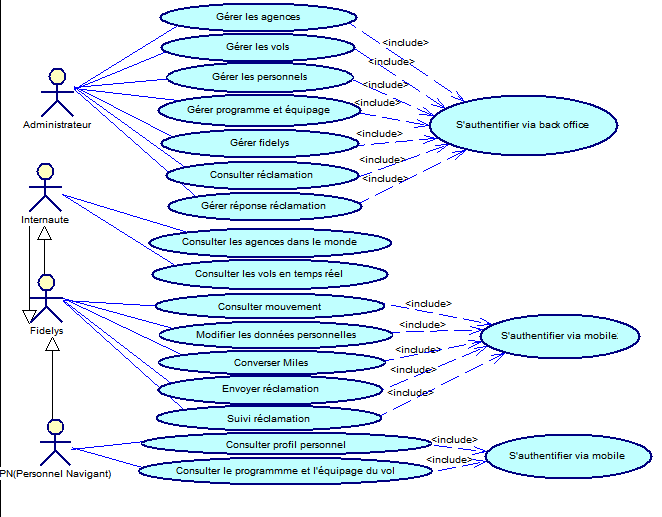 Gérer les agences
<include>
Gérer les vols
<include>
Gérer les personnels
<include>
Administrateur
Gérer programme et équipage
<include>
S'authentifier via back office
Gérer fidelys
<include>
Consulter réclamation
<include>
Gérer réponse réclamation
<include>
Internaute
Consulter les agences dans le monde
Consulter les vols en temps réel
Fidelys
Consulter mouvement
<include>
Modifier les données personnelles
<include>
S'authentifier via mobile.
Converser Miles
<include>
Envoyer réclamation
<include>
Suivi réclamation
<include>
PN(Personnel Navigant)
Consulter profil personnel
<include>
S'authentifier via mobile
Consulter le programmme et l'équipage du vol
<include>